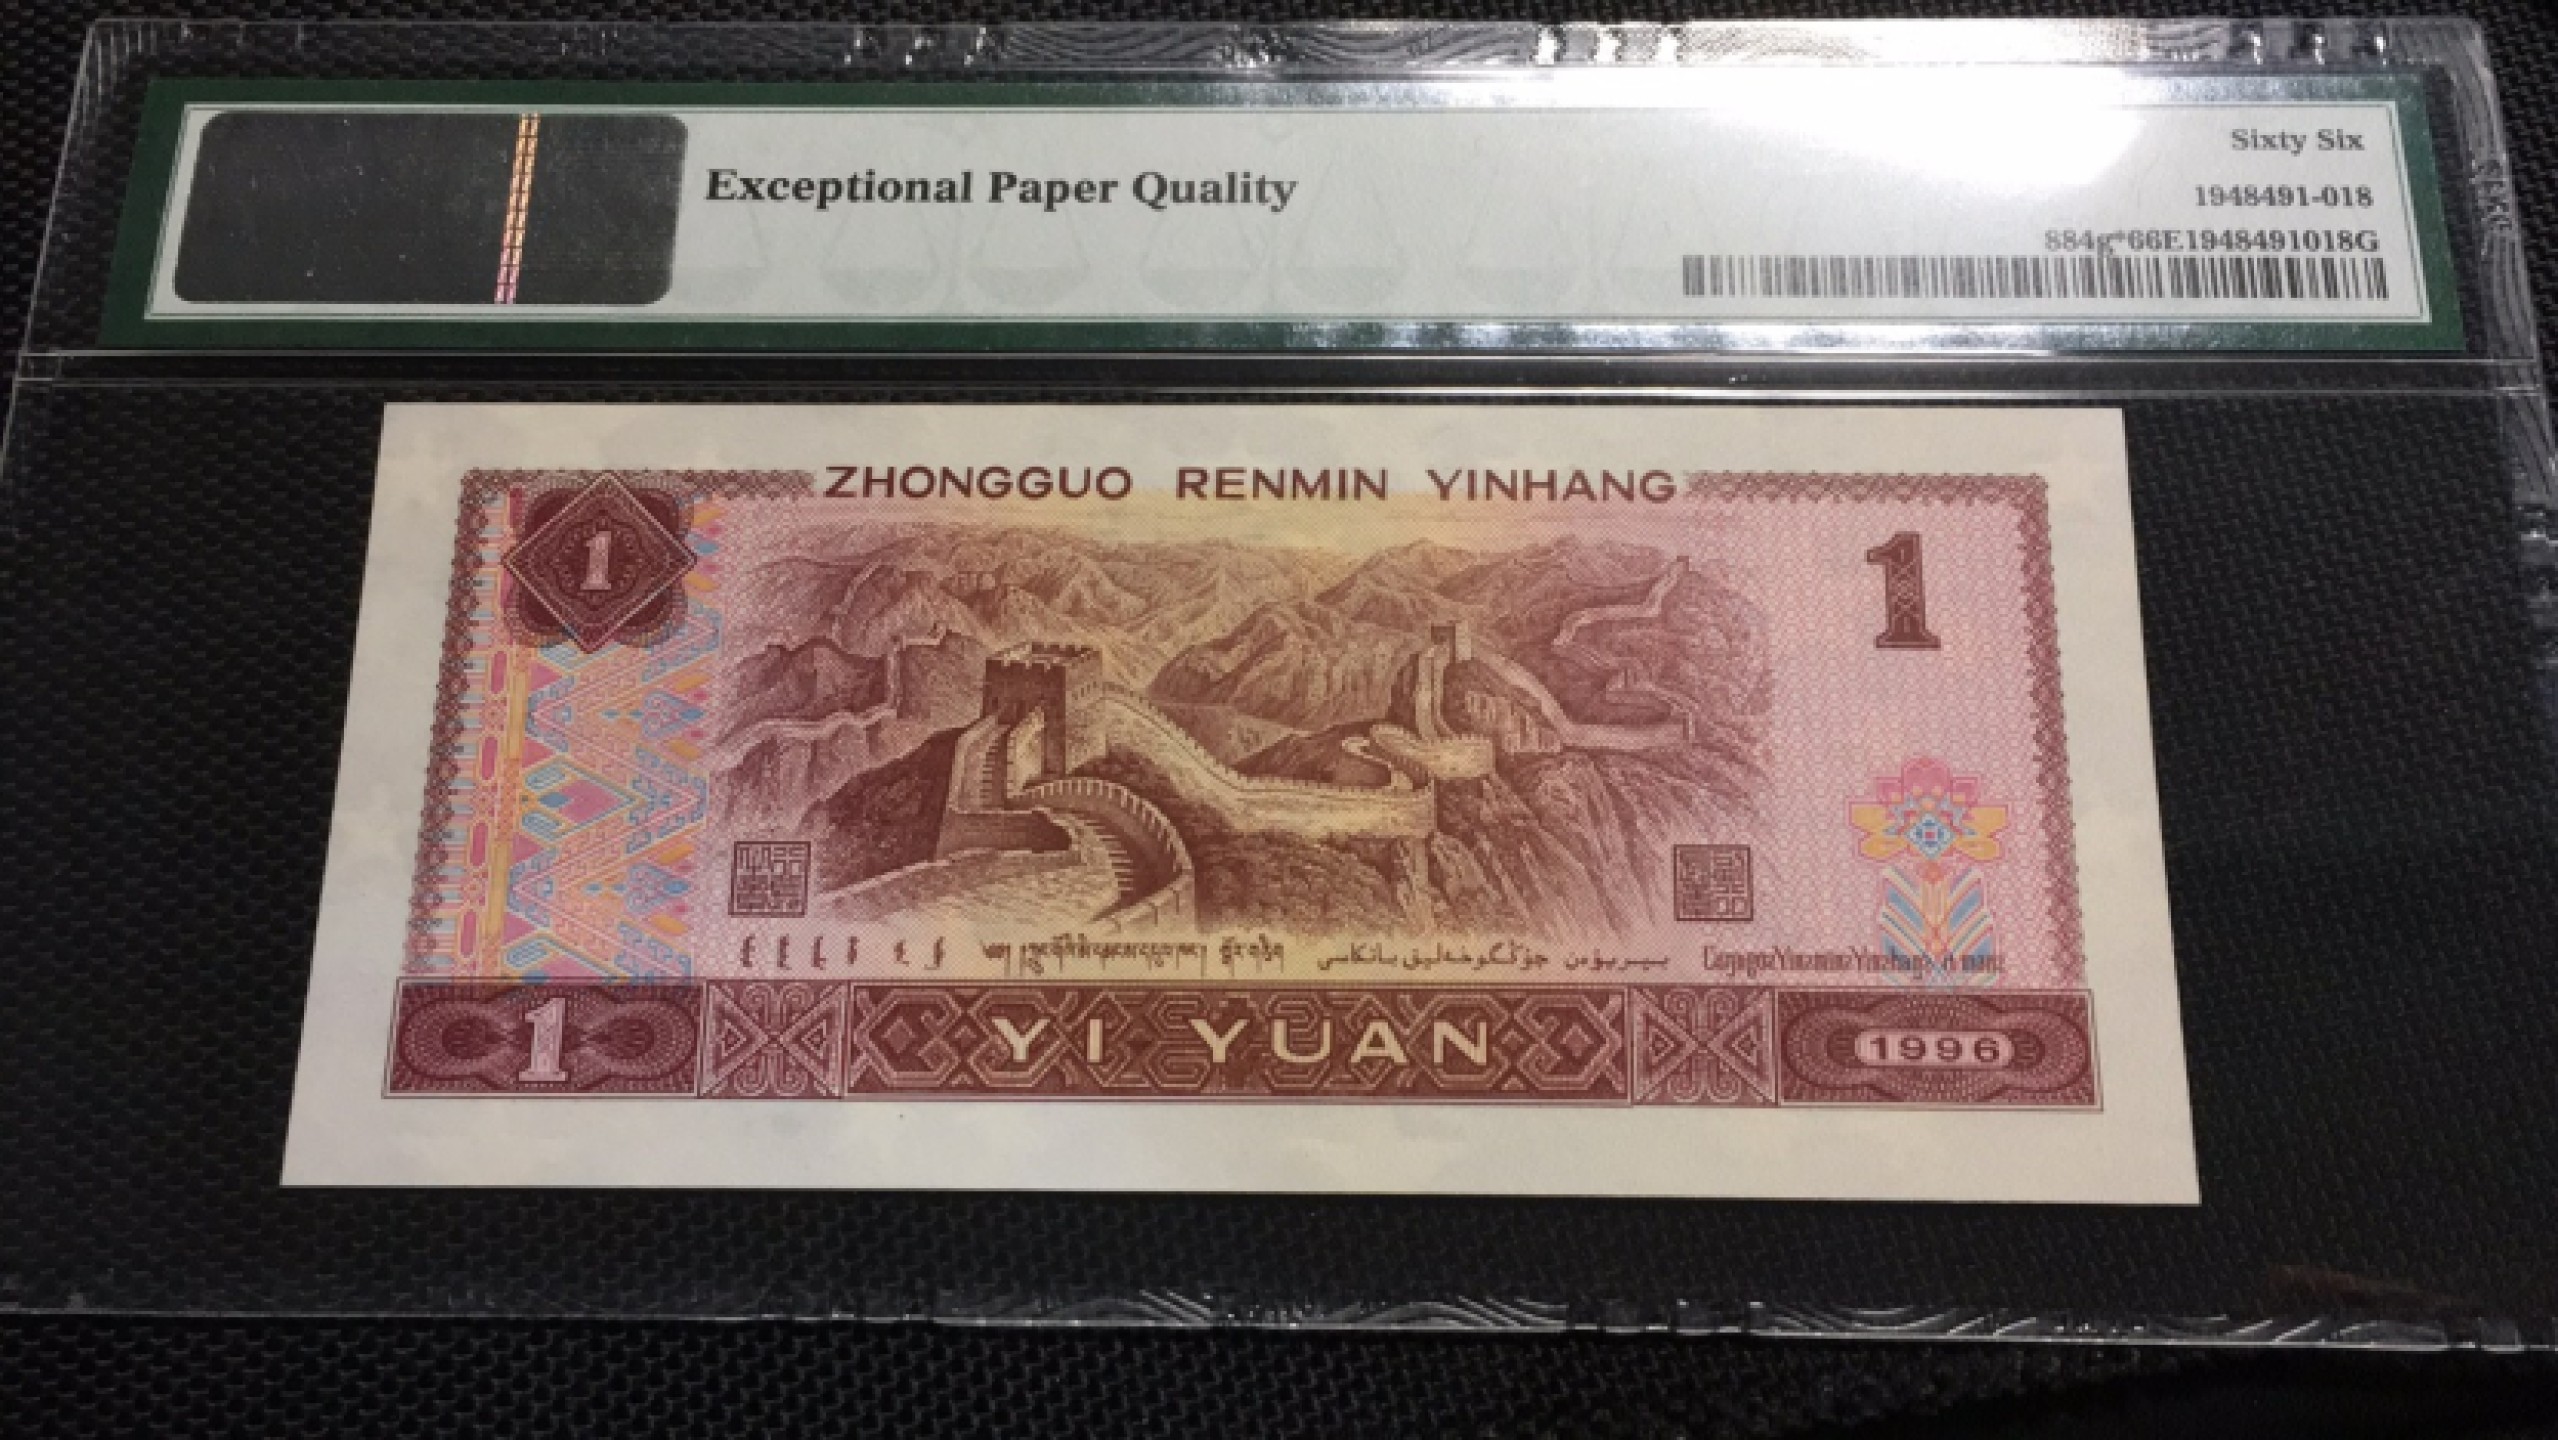 Sixty Six
Exceptional Paper Quality
1948491-018
884g*66E1948491018G
ZHONGGUO RENMIN YINHANG
1
1
1
YI YUAN
1996